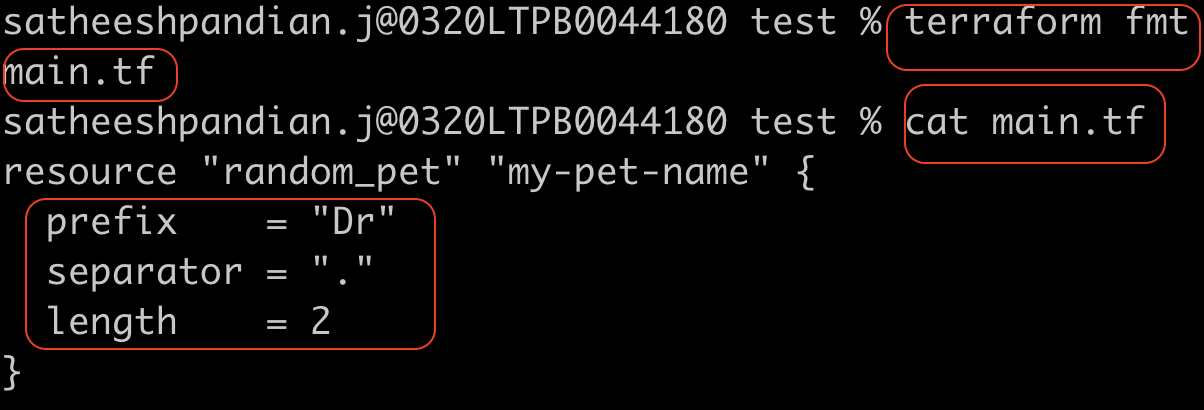 satheeshpandian.j@0320LTPB0044180 test % terraform fmt
main.tf
satheeshpandian.j@0320LTPB0044180 test % cat main.tf
resource "random_pet" "my-pet-name" {
  prefix    = "Dr"
  separator = "."
  length    = 2
}